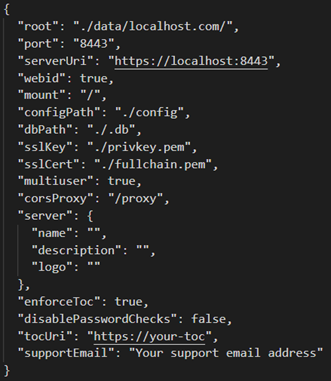 {
"root": "./data/localhost.com/",
"port": "8443",
"serverUri": "https://localhost:8443",
"webid": true,
"mount": "/",
"configPath": "./config",
"dbPath": "./.db",
"sslKey": "./privkey.pem",
"sslCert": "./fullchain.pem",
"multiuser": true,
"corsProxy": "/proxy",
"server": {
"name": "",
"description": "",
"logo": ""
},
"enforceToc": true,
"disablePasswordChecks": false,
"tocUri": "https://your-toc",
"supportEmail": "Your support email address"
}